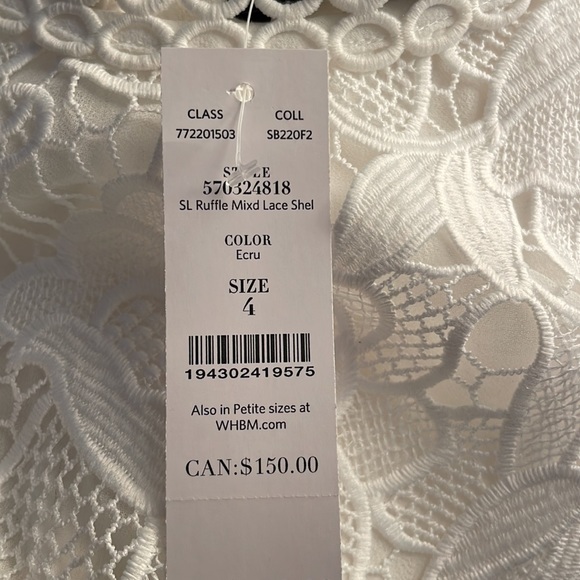 CLASS COLL
772201503 SB220F2
STYLE
570324818
SL Ruffle Mixd Lace Shel
COLOR
Ecru
SIZE
4
194302419575
Also in Petite sizes at
WHBM.com
CAN:$150.00